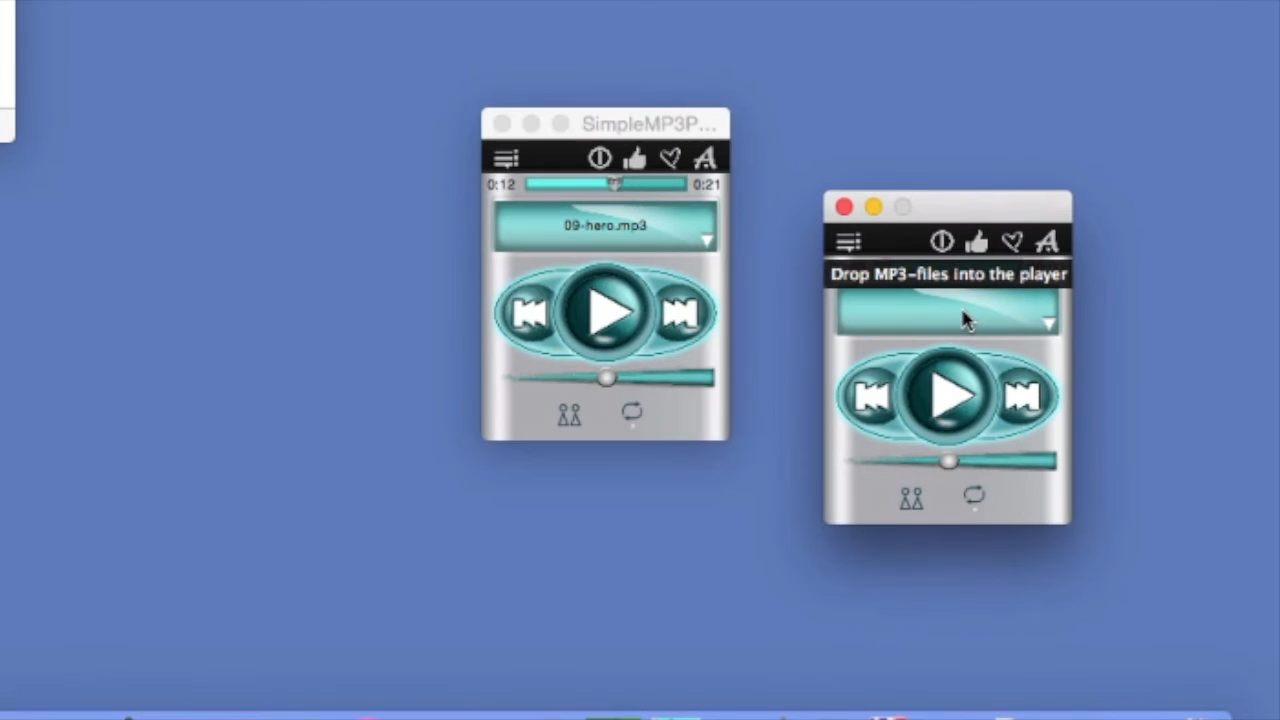 SimpleMP3P...
0:12
0:21
09-hero.mp3
Drop MP3-files into the player